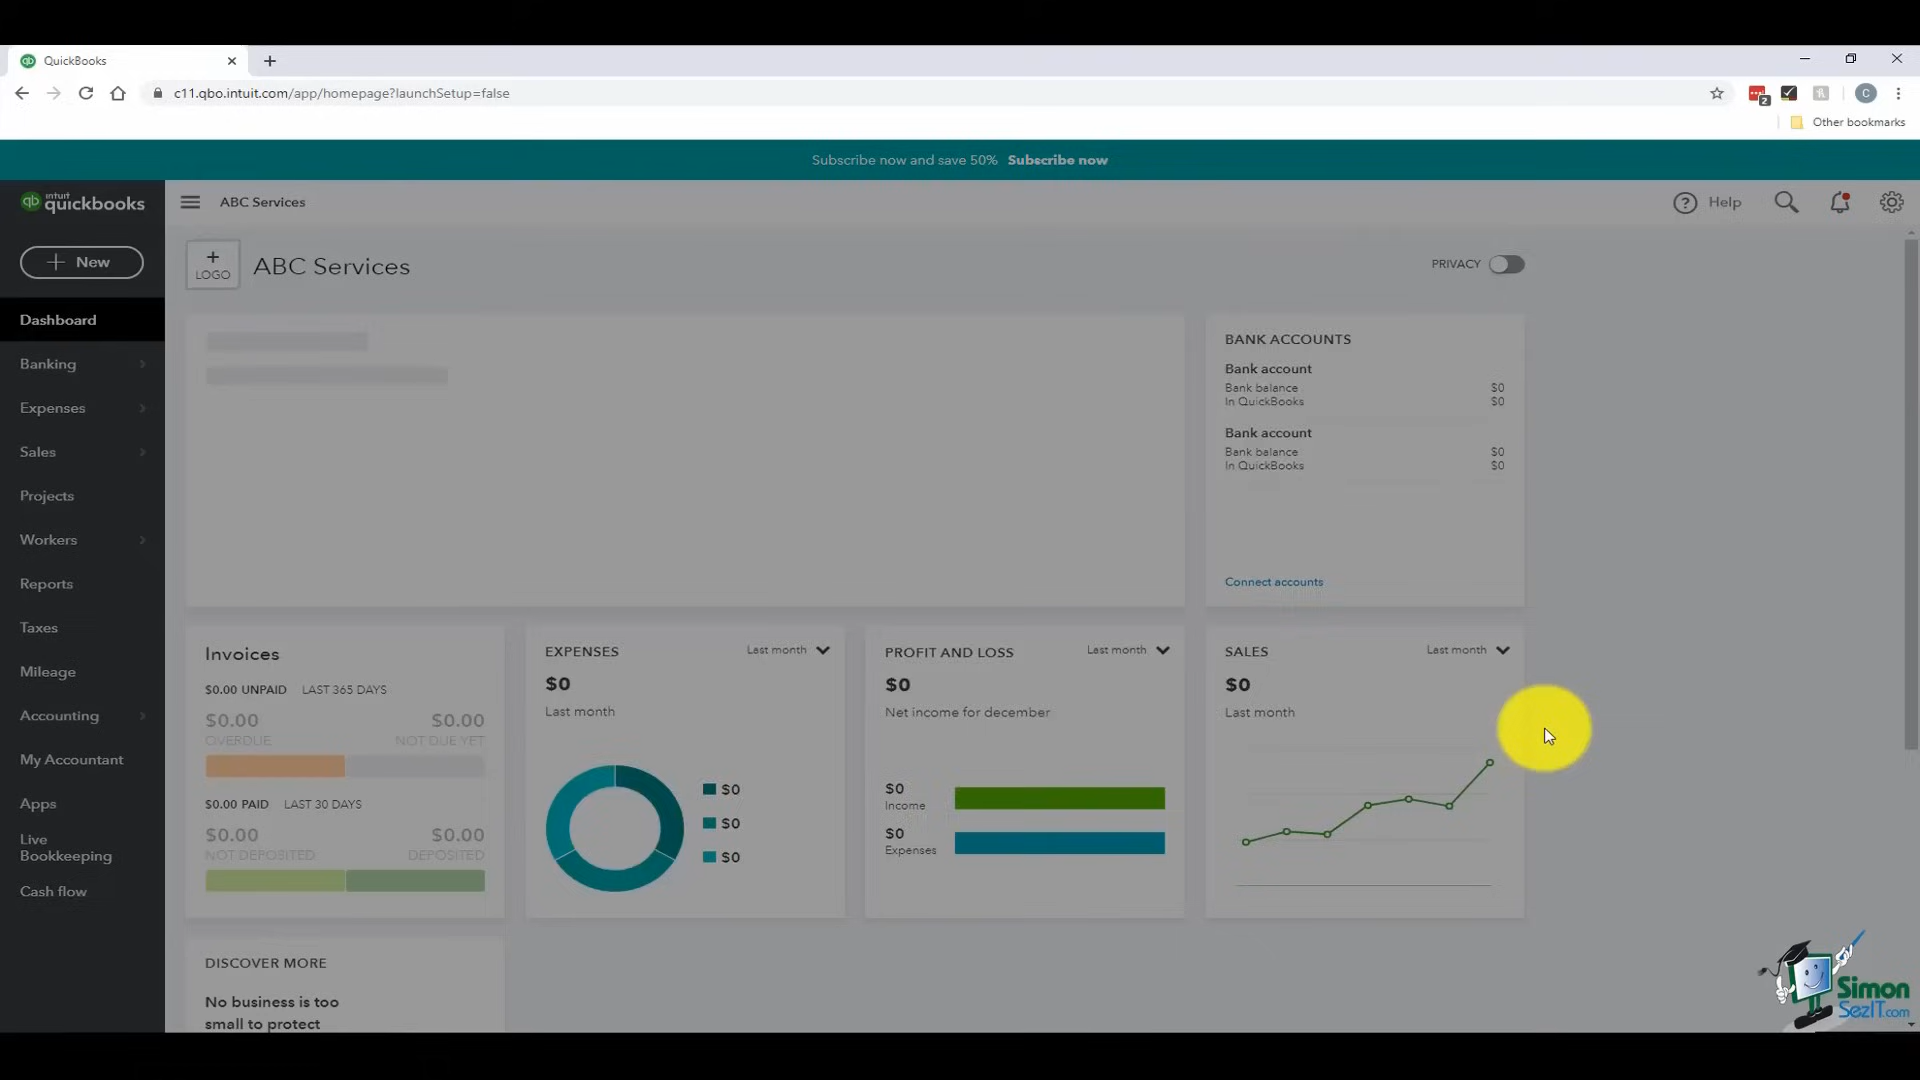 QuickBooks
c11.qbo.intuit.com/app/homepage?launchSetup=false
2
C
Other bookmarks
Subscribe now and save 50% Subscribe now
qb intuit quickbooks
ABC Services
? Help
+ New
+ LOGO
ABC Services
PRIVACY
Dashboard
Banking
Expenses
Sales
Projects
Workers
Reports
Taxes
Mileage
Accounting
My Accountant
Apps
Live
Bookkeeping
Cash flow
BANK ACCOUNTS
Bank account
Bank balance $0
In QuickBooks $0
Bank account
Bank balance $0
In QuickBooks $0
Connect accounts
Invoices
$0.00 UNPAID LAST 365 DAYS
$0.00 $0.00
OVERDUE NOT DUE YET
$0.00 PAID LAST 30 DAYS
$0.00 $0.00
NOT DEPOSITED DEPOSITED
EXPENSES Last month
$0
Last month
$0
$0
$0
PROFIT AND LOSS Last month
$0
Net income for december
$0
Income
$0
Expenses
SALES Last month
$0
Last month
DISCOVER MORE
No business is too
small to protect
Simon
SezIT.com